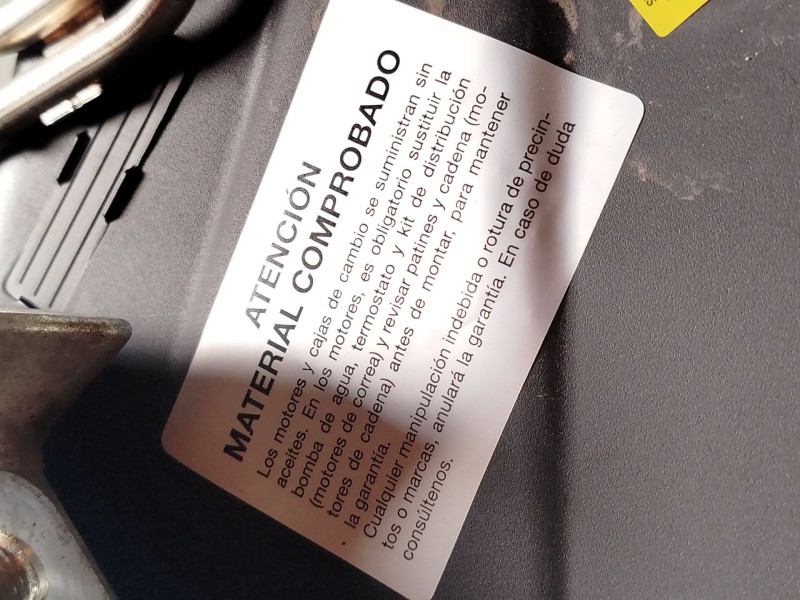 ATENCIÓN
MATERIAL COMPROBADO
Los motores y cajas de cambio se suministran sin
aceites. En los motores, es obligatorio sustituir la
bomba de agua, termostato y kit de distribución
(motores de correa) y revisar patines y cadena (mo-
tores de cadena) antes de montar, para mantener
la garantía.
Cualquier manipulación indebida o rotura de precin-
tos o marcas, anulará la garantía. En caso de duda
consúltenos.